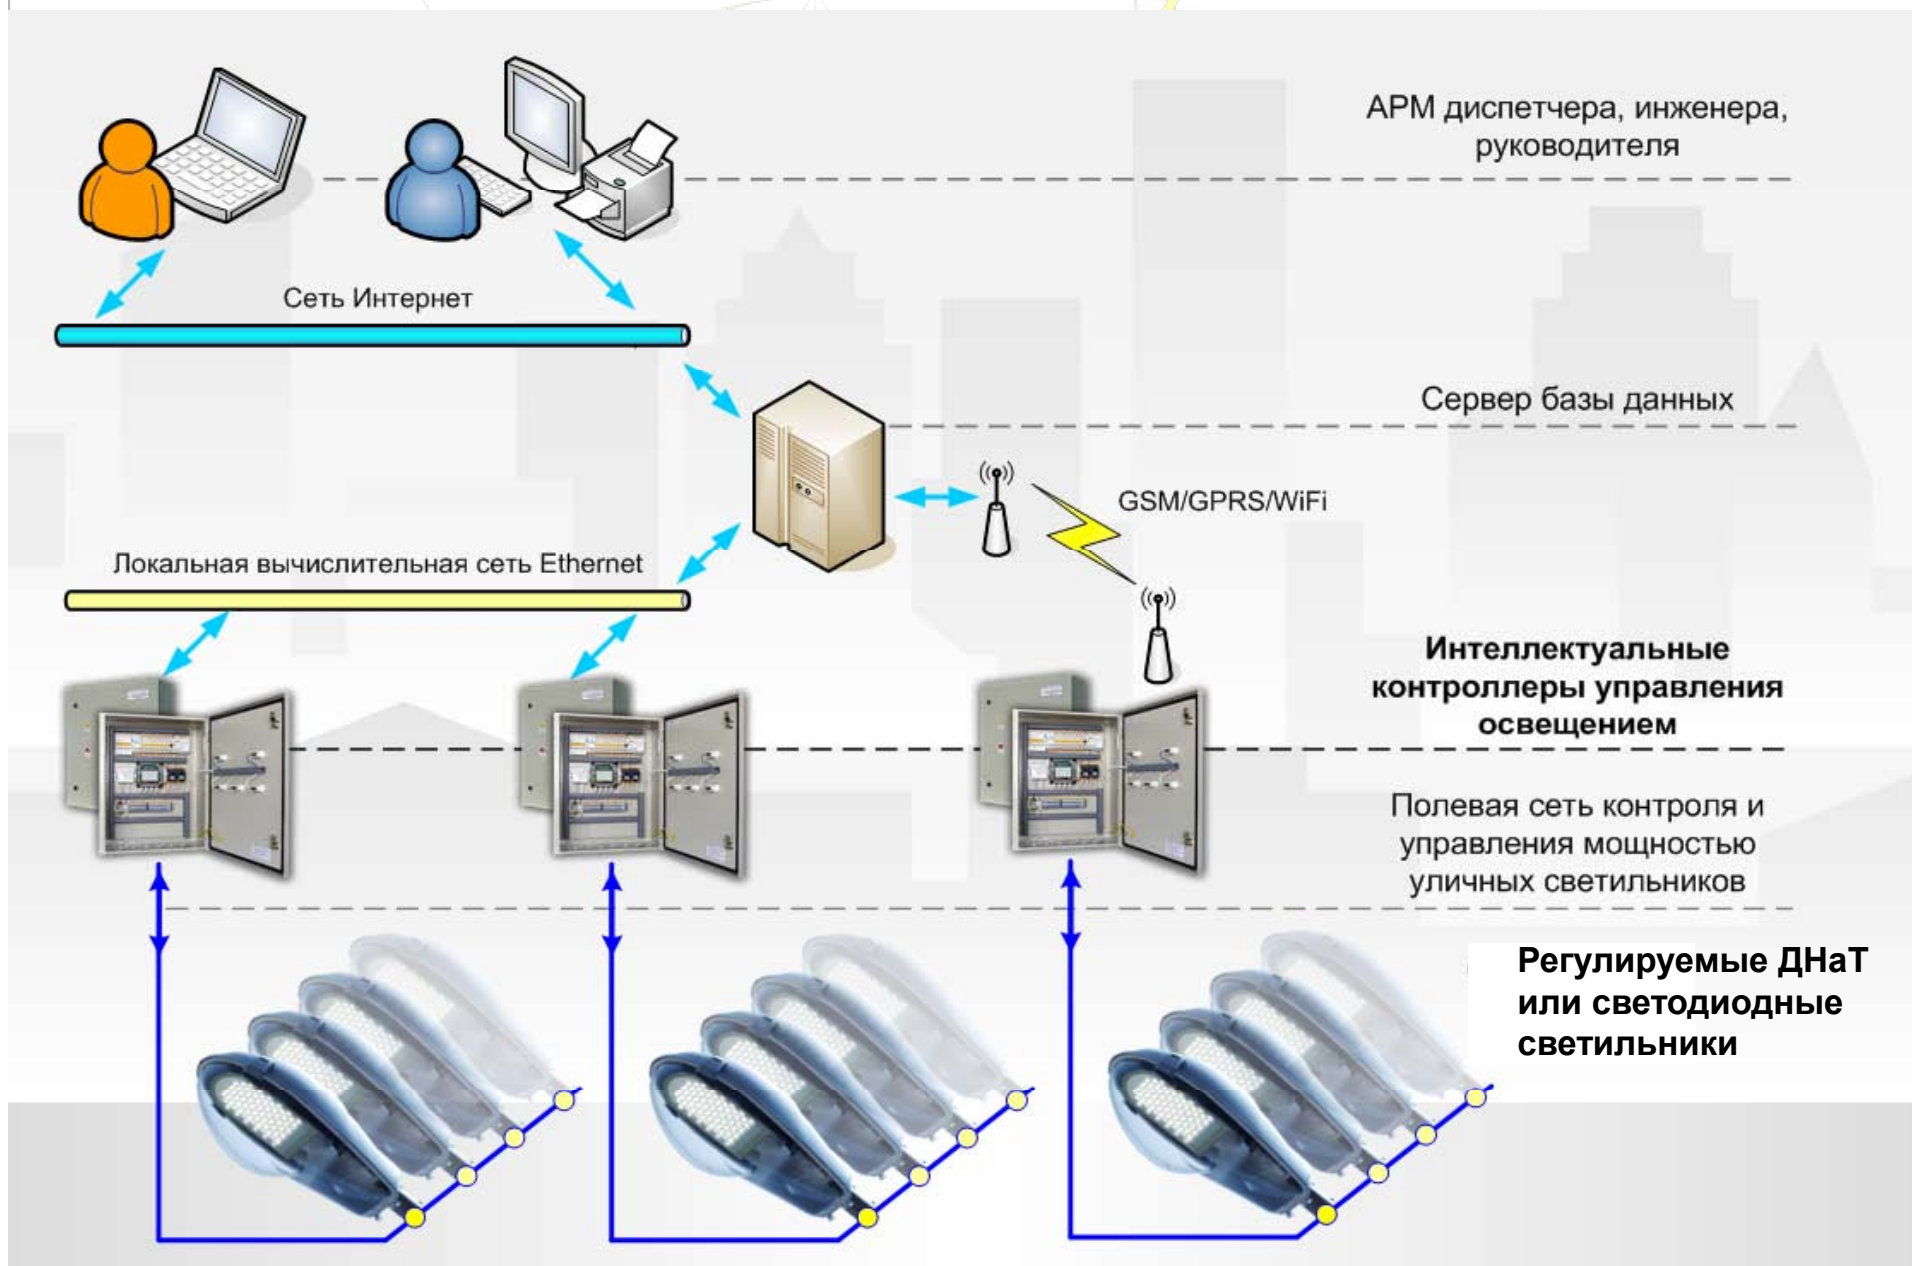 АРМ диспетчера, инженера,
руководителя
Сеть Интернет
Сервер базы данных
GSM/GPRS/WiFi
Локальная вычислительная сеть Ethernet
Интеллектуальные
контроллеры управления
освещением
Полевая сеть контроля и
управления мощностью
уличных светильников
Регулируемые ДНаТ
или светодиодные
светильники